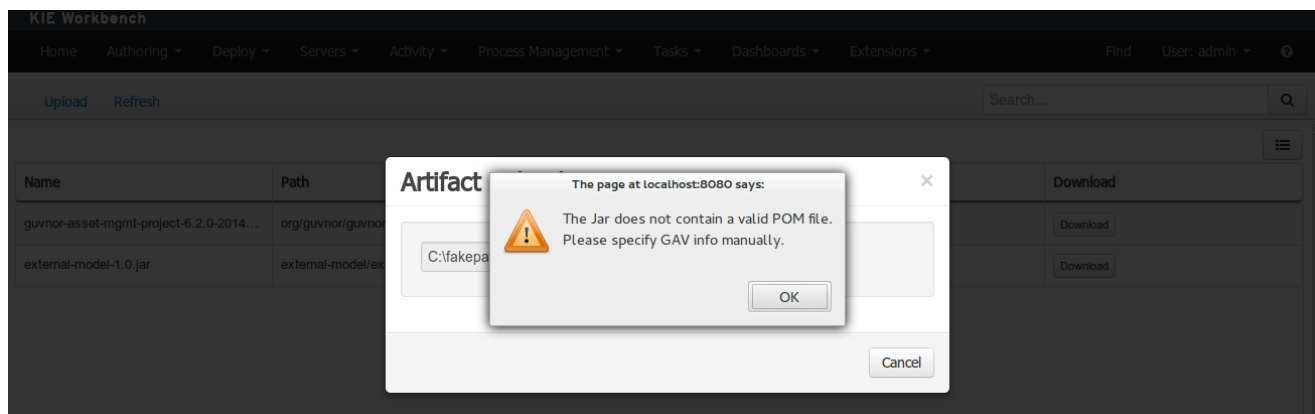 KIE Workbench
Home Authoring Deploy Servers Activity Process Management Tasks Dashboards Extensions Find User: admin
Upload Refresh Search...
Name Path Download
guvnor-asset-mgmt-project-6.2.0-2014... org/guvnor/guvnor Download
external-model-1.0.jar external-model/ex Download
Artifact
C:\fakepa
The page at localhost:8080 says:
The Jar does not contain a valid POM file.
Please specify GAV info manually.
OK
Cancel